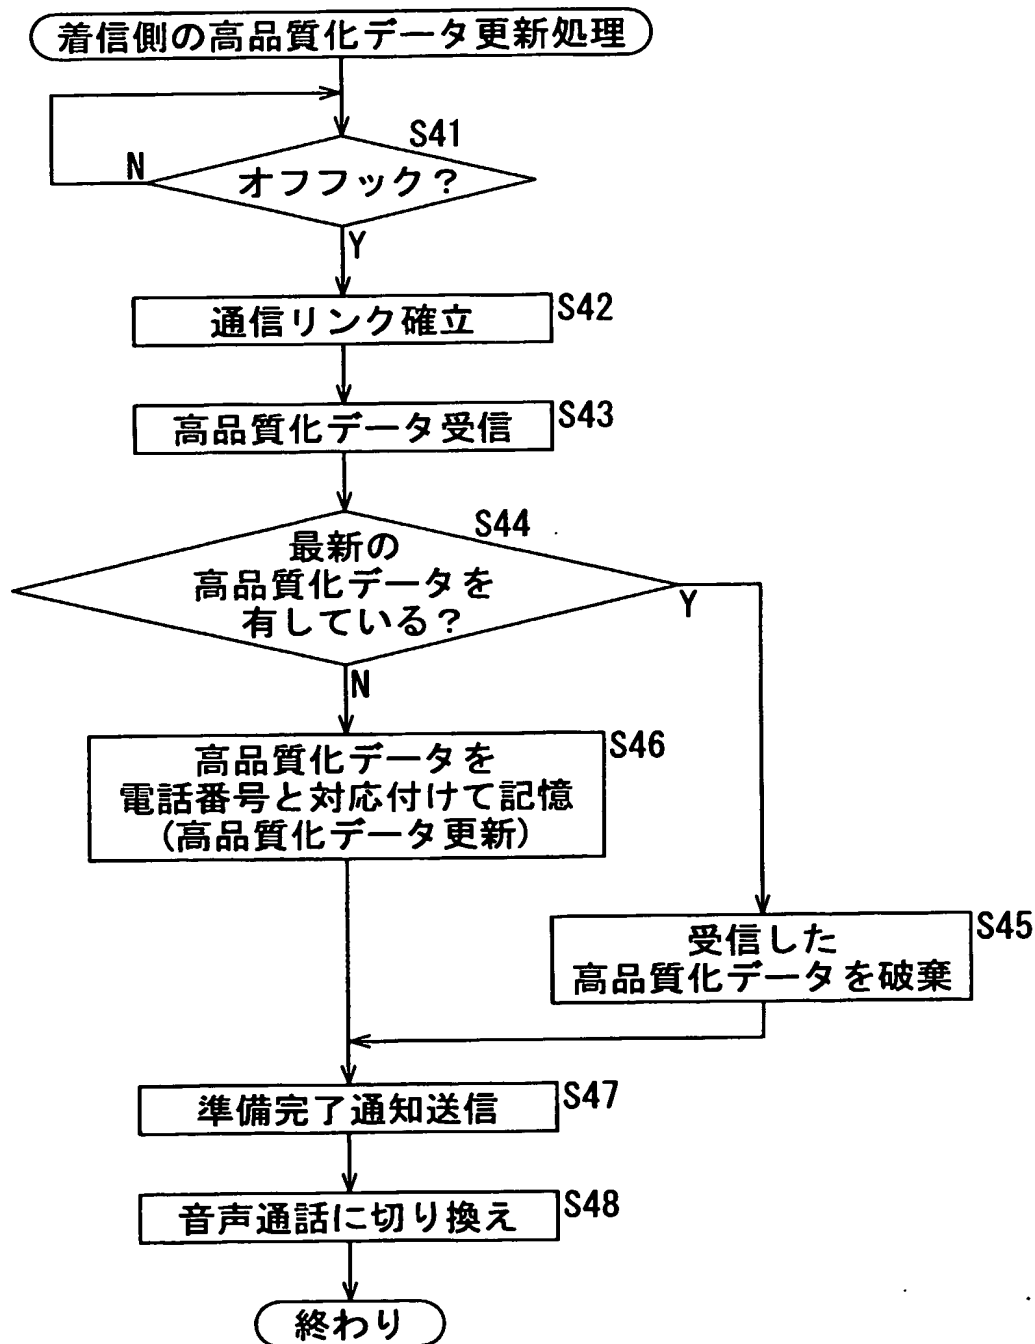 着信側の高品質化データ更新処理
S41
オフフック？
N
Y
通信リンク確立
S42
高品質化データ受信
S43
S44
最新の
高品質化データを
有している？
Y
N
高品質化データを
電話番号と対応付けて記憶
(高品質化データ更新)
S46
受信した
高品質化データを破棄
S45
準備完了通知送信
S47
音声通話に切り換え
S48
終わり